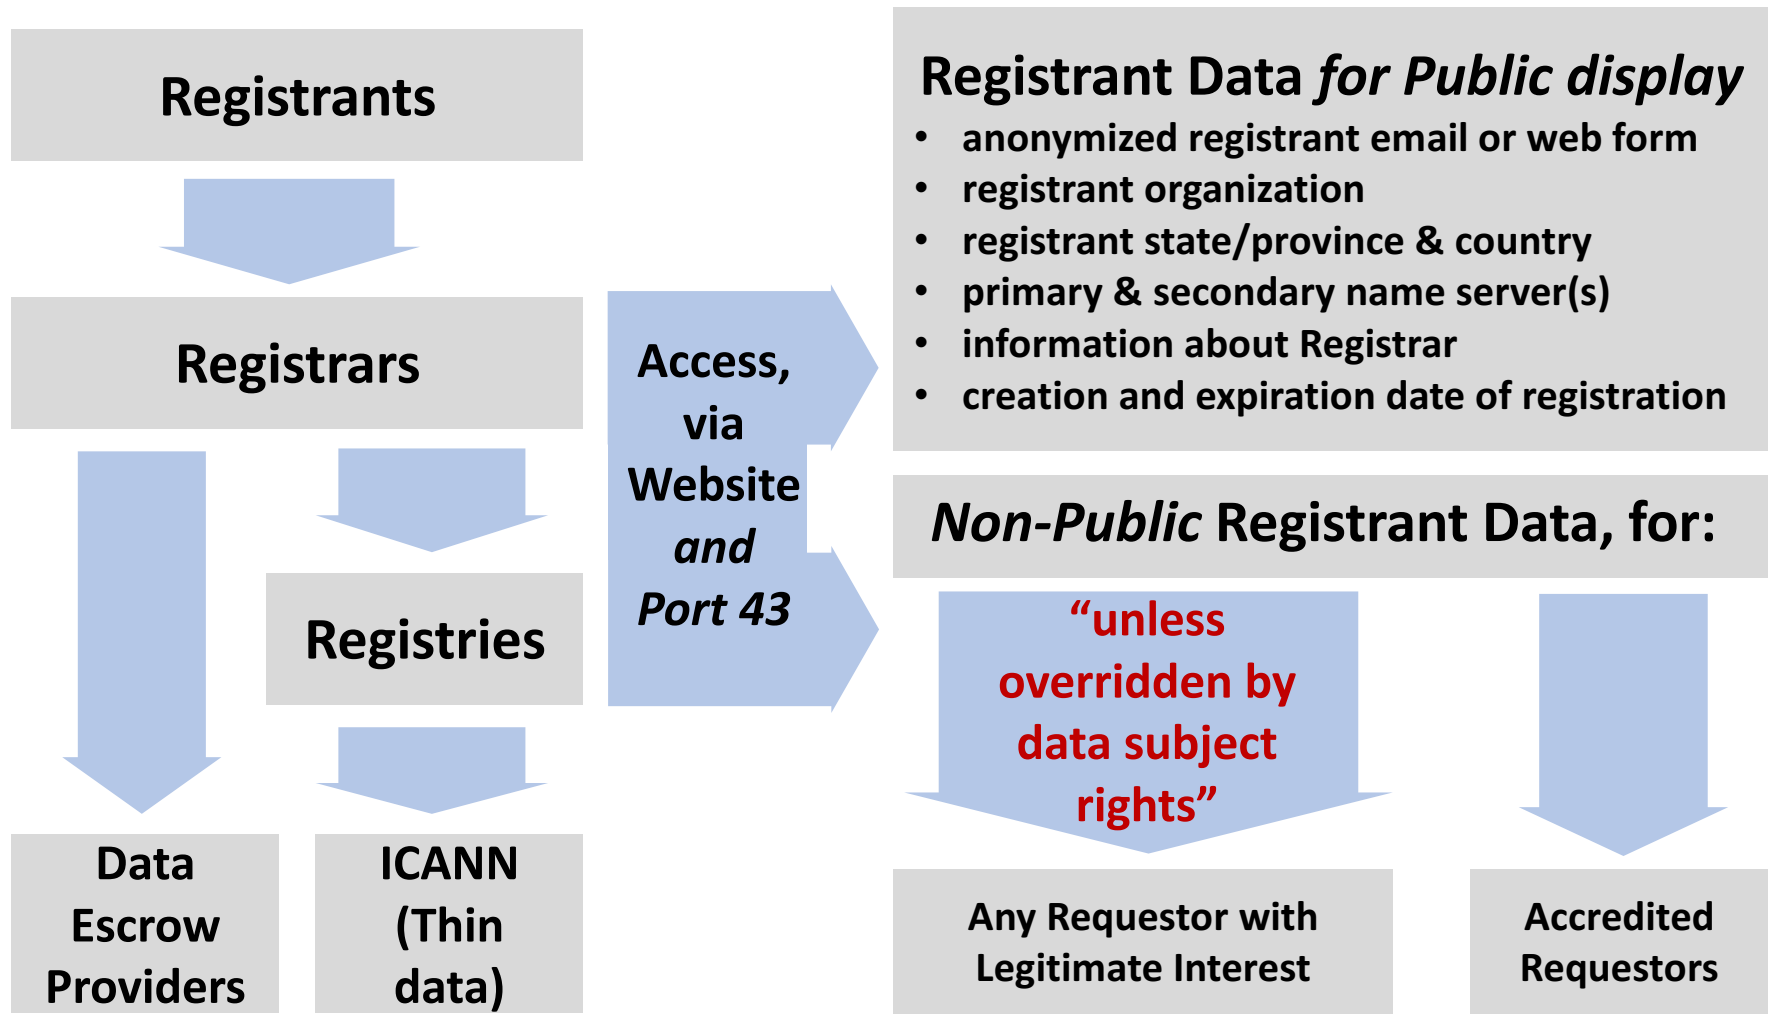 Registrants
Registrars
Registries
Data
Escrow
Providers
ICANN
(Thin
data)
Access,
via
Website
and
Port 43
Registrant Data for Public display
• anonymized registrant email or web form
• registrant organization
• registrant state/province & country
• primary & secondary name server(s)
• information about Registrar
• creation and expiration date of registration
Non-Public Registrant Data, for:
“unless
overridden by
data subject
rights”
Any Requestor with
Legitimate Interest
Accredited
Requestors